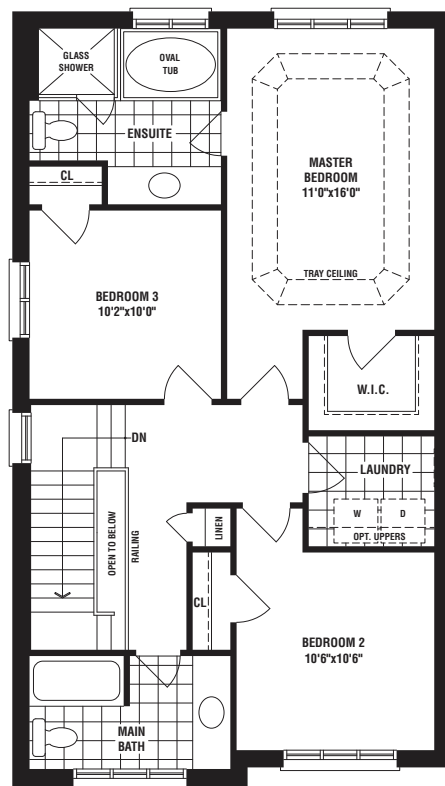 GLASS
SHOWER
OVAL
TUB
ENSUITE
CL
MASTER
BEDROOM
11'0"x16'0"
TRAY CEILING
BEDROOM 3
10'2"x10'0"
W.I.C.
DN
LAUNDRY
W
D
OPT. UPPERS
OPEN TO BELOW
RAILING
LINEN
CL
BEDROOM 2
10'6"x10'6"
MAIN
BATH